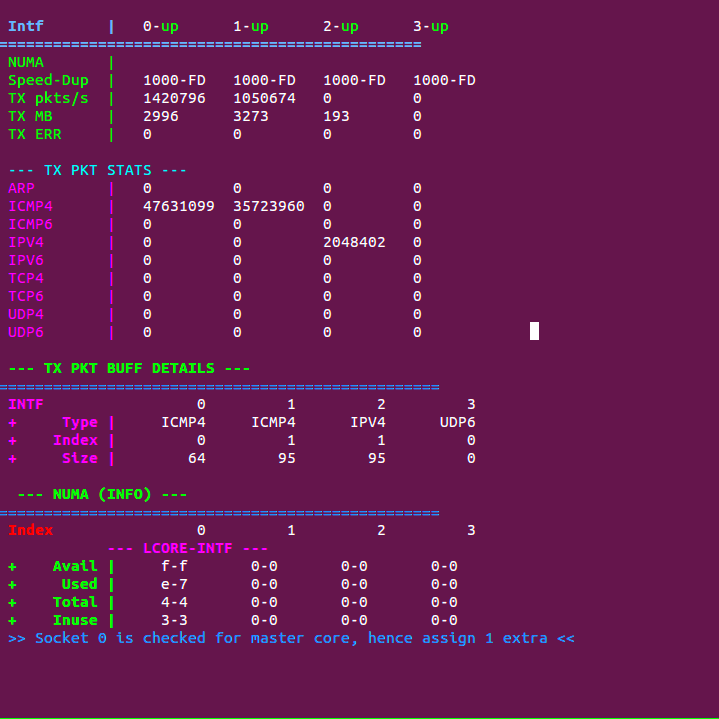 Intf       |   0-up      1-up      2-up      3-up
===============================================
NUMA       |
Speed-Dup  |   1000-FD   1000-FD   1000-FD   1000-FD
TX pkts/s  |   1420796   1050674   0         0
TX MB      |   2996      3273      193       0
TX ERR     |   0         0         0         0
--- TX PKT STATS ---
ARP        |   0         0         0         0
ICMP4      |   47631099  35723960  0         0
ICMP6      |   0         0         0         0
IPV4       |   0         0         2048402   0
IPV6       |   0         0         0         0
TCP4       |   0         0         0         0
TCP6       |   0         0         0         0
UDP4       |   0         0         0         0
UDP6       |   0         0         0         0
--- TX PKT BUFF DETAILS ---
=================================================
INTF                 0         1         2         3
+     Type |     ICMP4     ICMP4      IPV4      UDP6
+    Index |         0         1         1         0
+     Size |        64        95        95         0
--- NUMA (INFO) ---
=================================================
Index                0         1         2         3
--- LCORE-INTF ---
+    Avail |     f-f       0-0       0-0       0-0
+     Used |     e-7       0-0       0-0       0-0
+    Total |     4-4       0-0       0-0       0-0
+    Inuse |     3-3       0-0       0-0       0-0
>> Socket 0 is checked for master core, hence assign 1 extra <<